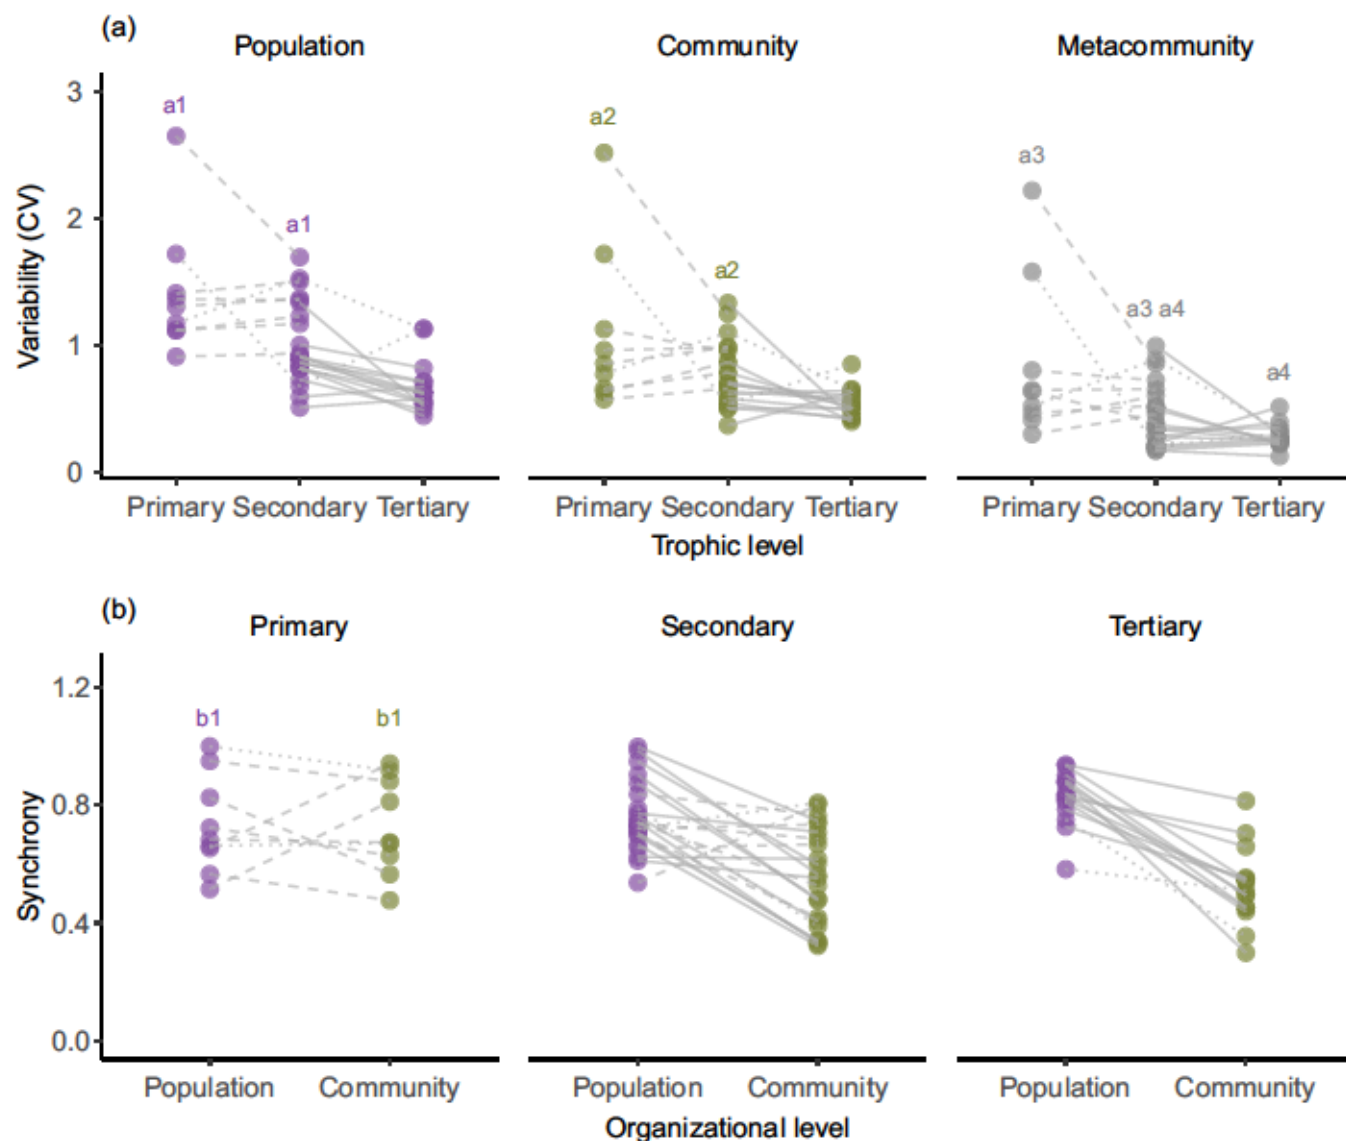 (a)
Population Community Metacommunity
3
2
1
0
Variability (CV)
a1
a1
a2
a2
a3
a3 a4
a4
Primary Secondary Tertiary Primary Secondary Tertiary Primary Secondary Tertiary
Trophic level
(b)
Primary Secondary Tertiary
1.2
0.8
0.4
0.0
Synchrony
b1 b1
Population Community Population Community Population Community
Organizational level